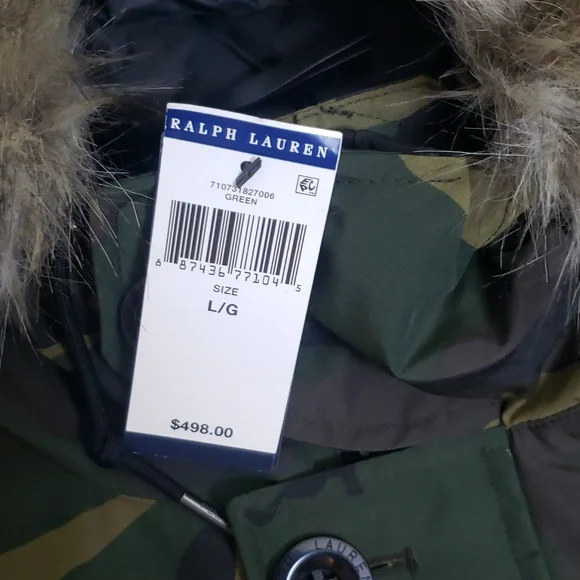 RALPH LAUREN
710731827006
GREEN
8 87436 77104 5
SIZE
L/G
$498.00
LAUREN